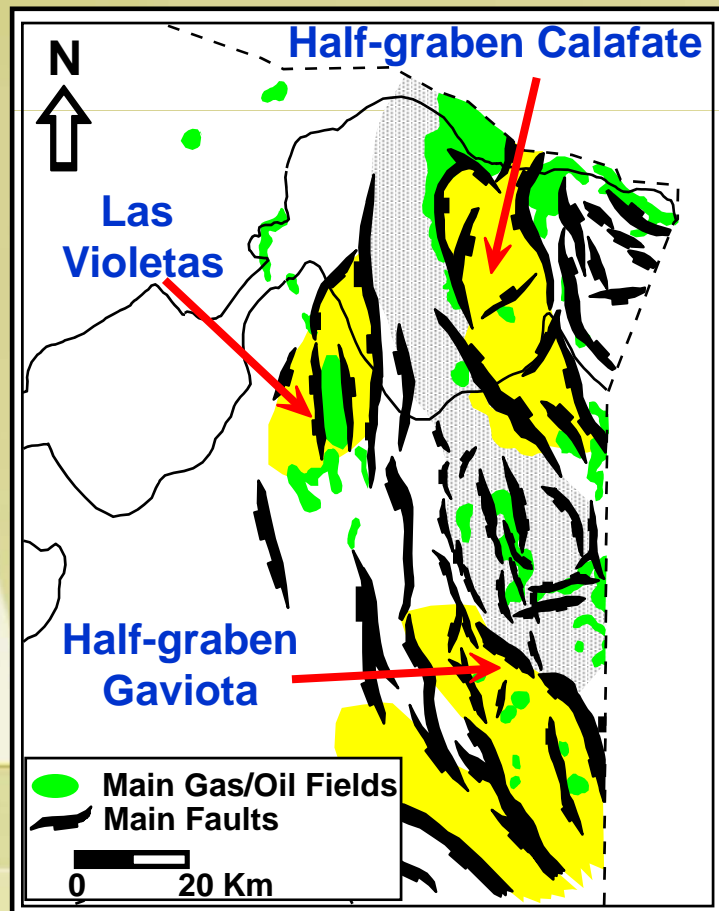 Half-graben Calafate
N
Las
Violetas
Half-graben
Gaviota
Main Gas/Oil Fields
Main Faults
0 20 Km